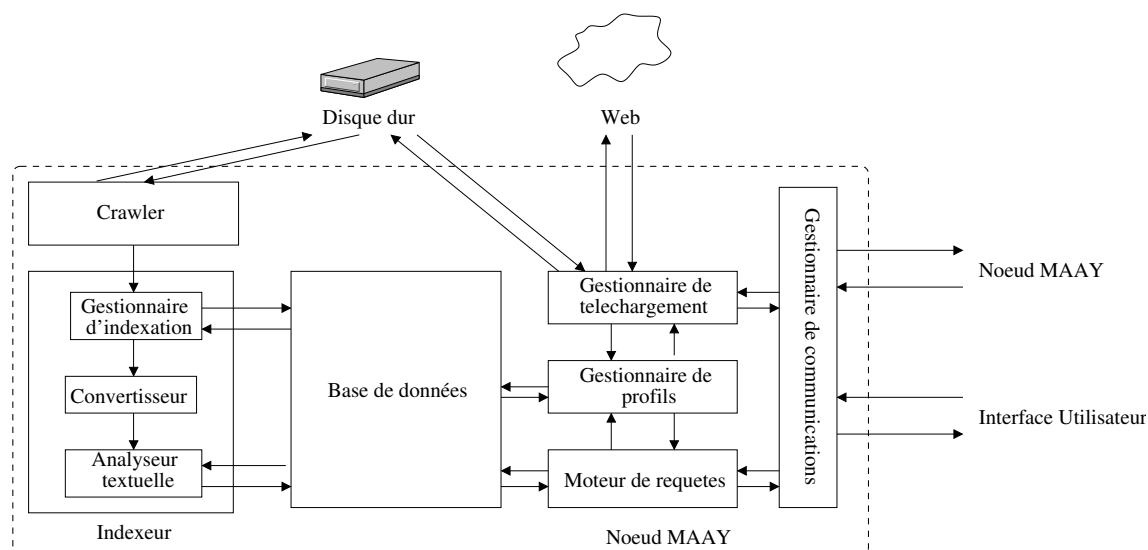 Disque dur
Web
Crawler
Gestionnaire
d'indexation
Convertisseur
Analyseur
textuelle
Indexeur
Base de données
Gestionnaire de
telechargement
Gestionnaire de
profils
Moteur de requetes
Noeud MAAY
Gestionnaire de communications
Noeud MAAY
Interface Utilisateur